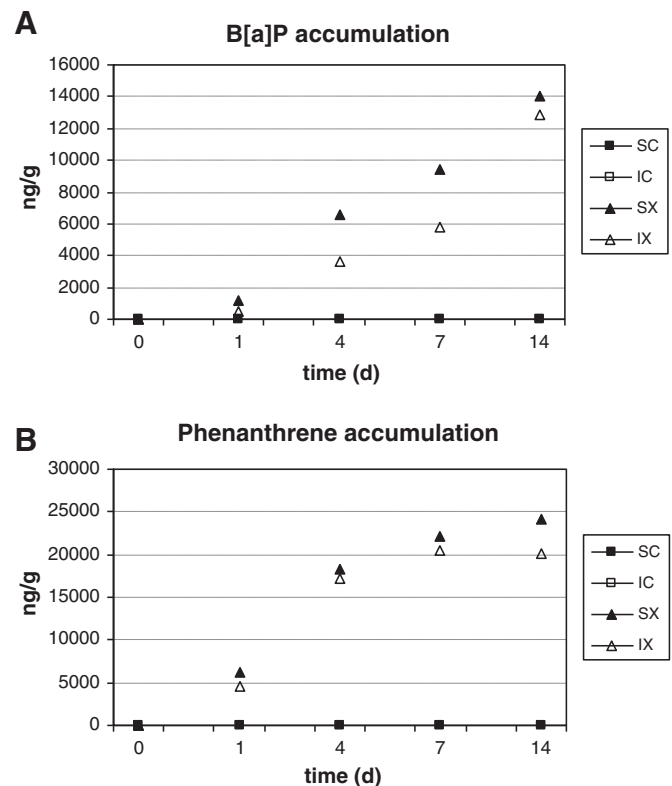 A
B[a]P accumulation
16000
14000
12000
10000
8000
6000
4000
2000
0
ng/g
0 1 4 7 14
time (d)
SC
IC
SX
IX
B
Phenanthrene accumulation
30000
25000
20000
15000
10000
5000
0
ng/g
0 1 4 7 14
time (d)
SC
IC
SX
IX